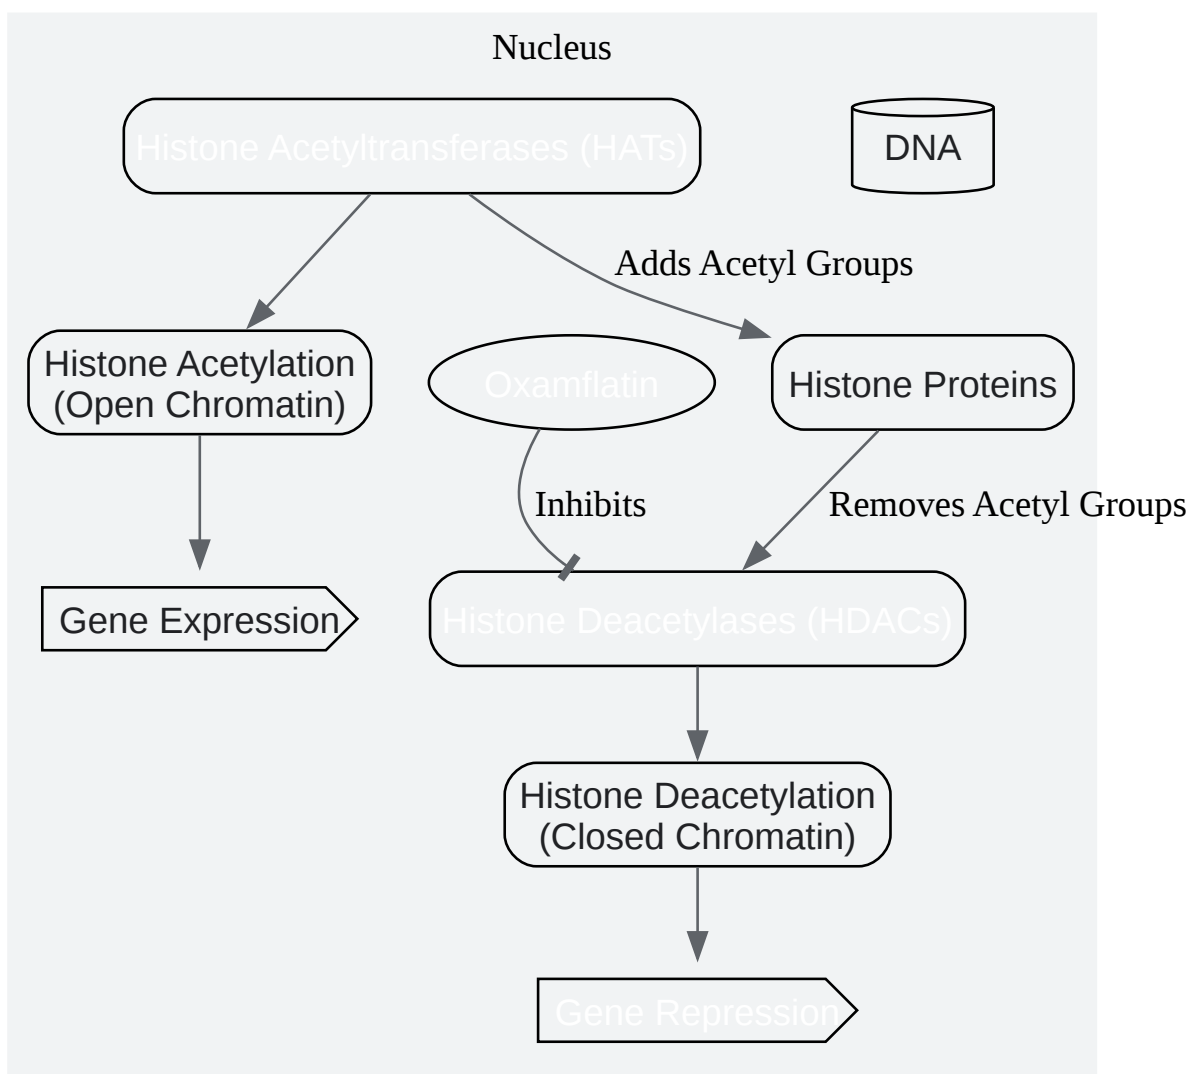 Nucleus
Histone Acetyltransferases (HATs)
DNA
Adds Acetyl Groups
Histone Acetylation
(Open Chromatin)
Oxamflatin
Histone Proteins
Inhibits
Removes Acetyl Groups
Gene Expression
Histone Deacetylases (HDACs)
Histone Deacetylation
(Closed Chromatin)
Gene Repression